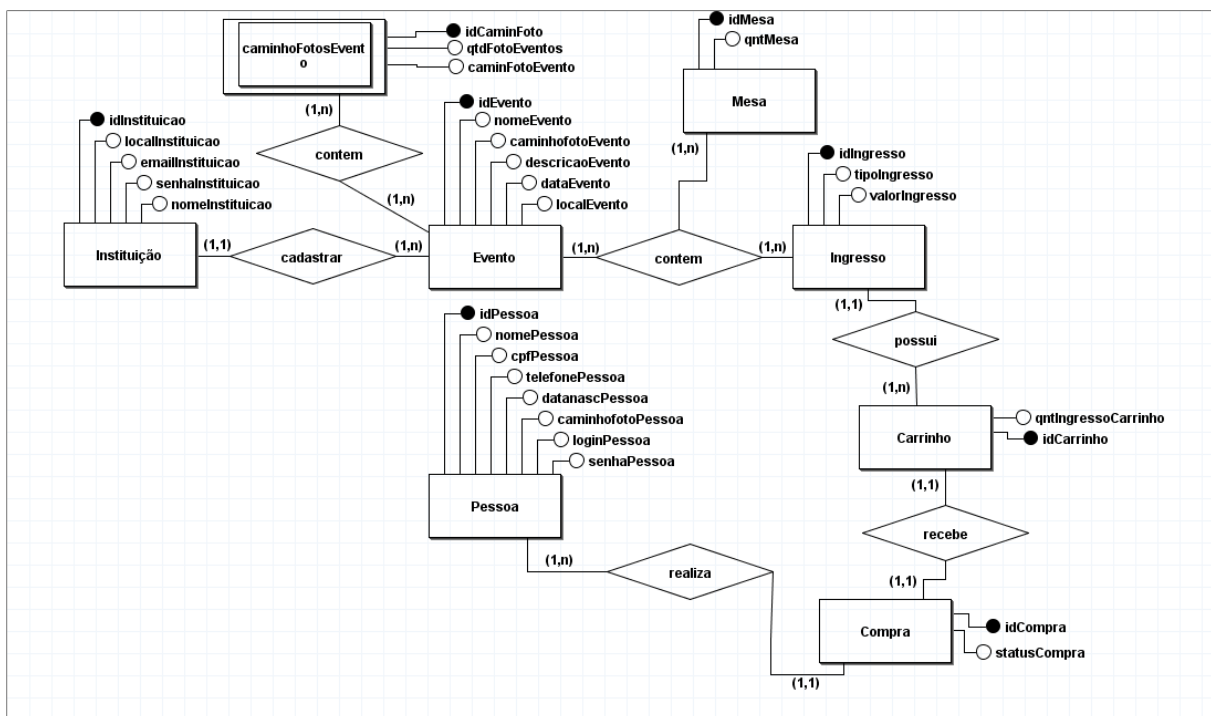 caminhoFotosEvent
o
idCaminFoto
qtdFotoEventos
caminFotoEvento
(1,n)
contem
(1,n)
idInstituicao
localInstituicao
emailInstituicao
senhaInstituicao
nomeInstituicao
Instituição
(1,1)
cadastrar
(1,n)
idEvento
nomeEvento
caminhofotoEvento
descricaoEvento
dataEvento
localEvento
Evento
(1,n)
contem
(1,n)
idMesa
qntMesa
Mesa
(1,n)
idIngresso
tipoIngresso
valorIngresso
Ingresso
(1,1)
possui
(1,n)
qntIngressoCarrinho
idCarrinho
Carrinho
(1,1)
recebe
(1,1)
idPessoa
nomePessoa
cpfPessoa
telefonePessoa
datanascPessoa
caminhofotoPessoa
loginPessoa
senhaPessoa
Pessoa
(1,n)
realiza
(1,1)
Compra
idCompra
statusCompra